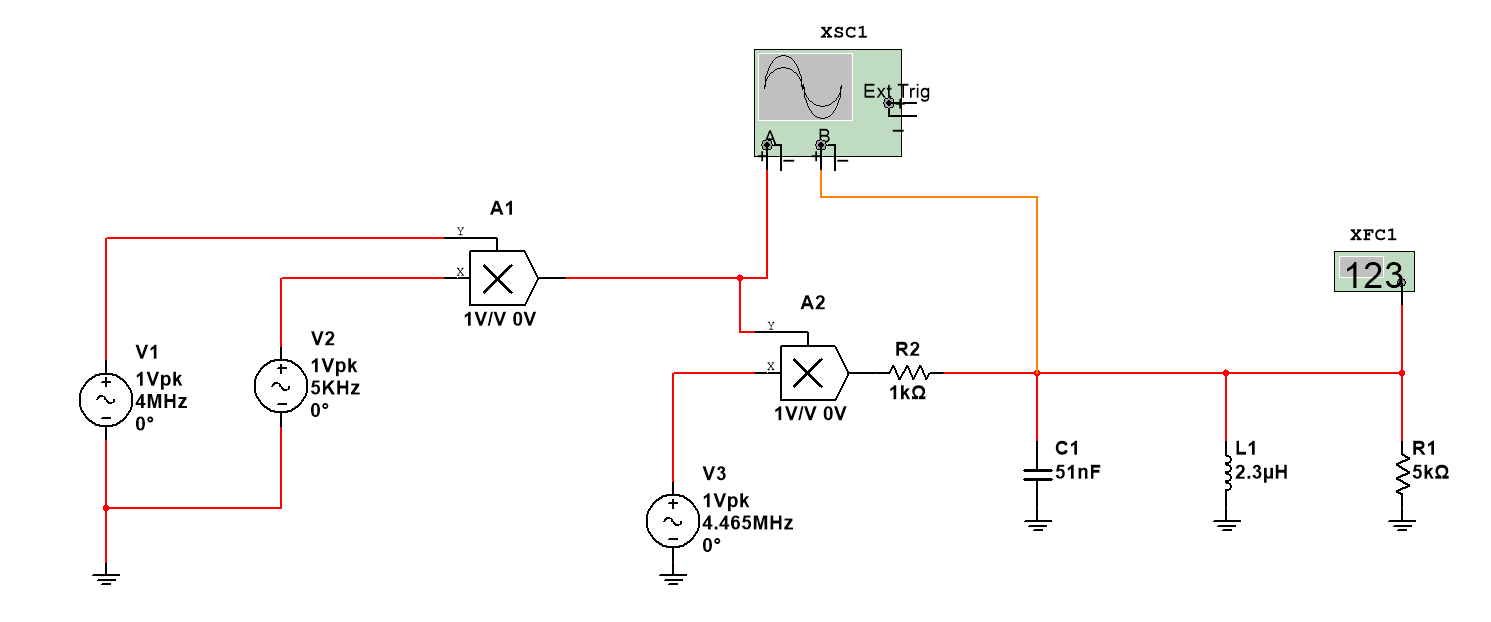 XSC1
Ext Trig
+
−
A
B
+ − + −
A1
Y
X
1V/V 0V
XFC1
123
A2
Y
X
1V/V 0V
V1
1Vpk
4MHz
0°
V2
1Vpk
5KHz
0°
R2
1kΩ
V3
1Vpk
4.465MHz
0°
C1
51nF
L1
2.3µH
R1
5kΩ